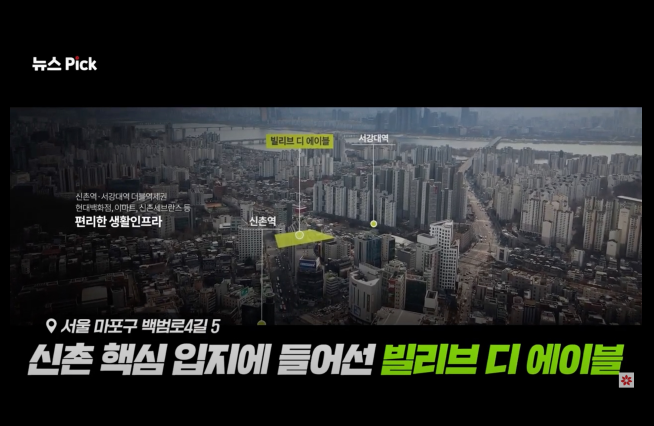 뉴스 Pick
빌리브 디 에이블
서강대역
신촌역·서강대역 더블역세권
현대백화점, 이마트, 신촌세브란스 등
편리한 생활인프라
신촌역
서울 마포구 백범로4길 5
신촌 핵심 입지에 들어선 빌리브 디 에이블